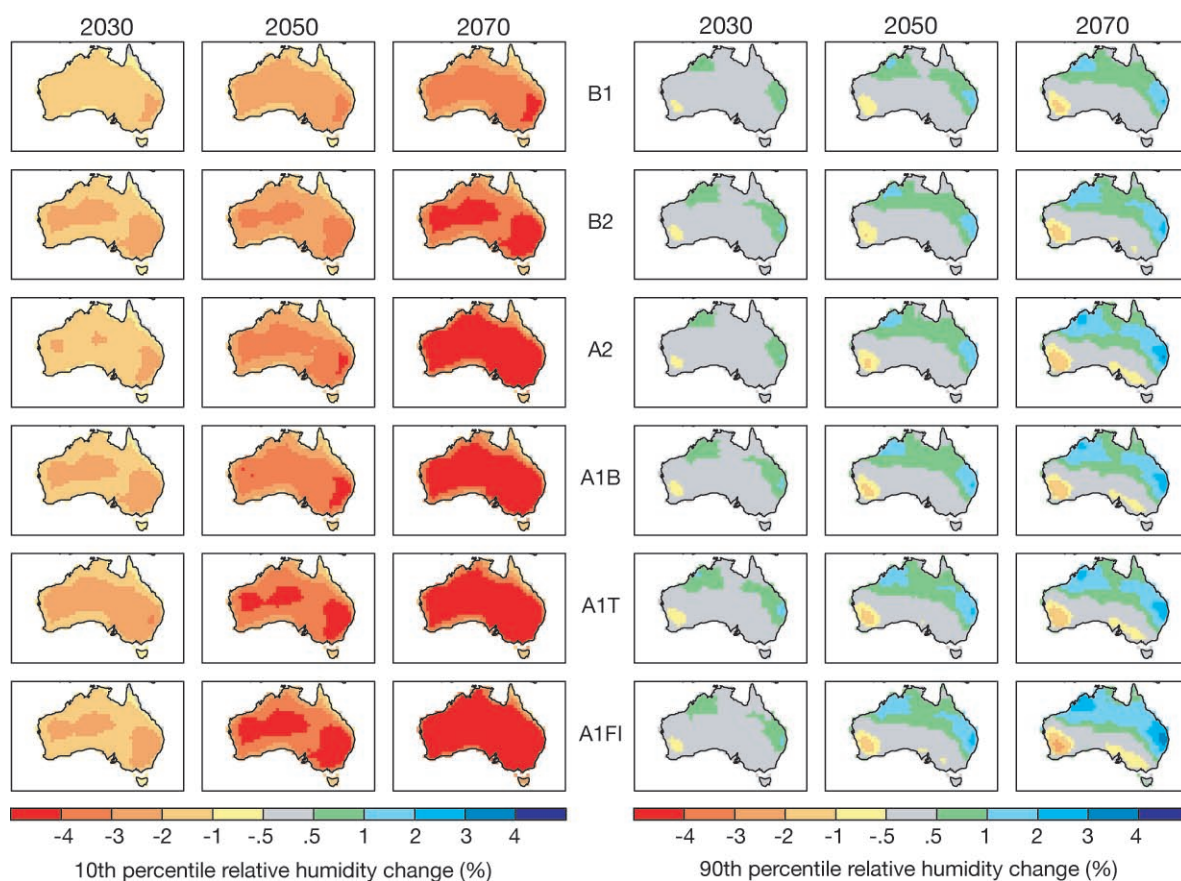 2030 2050 2070 2030 2050 2070
B1
B2
A2
A1B
A1T
A1FI
-4 -3 -2 -1 -.5 .5 1 2 3 4 -4 -3 -2 -1 -.5 .5 1 2 3 4
10th percentile relative humidity change (%) 90th percentile relative humidity change (%)